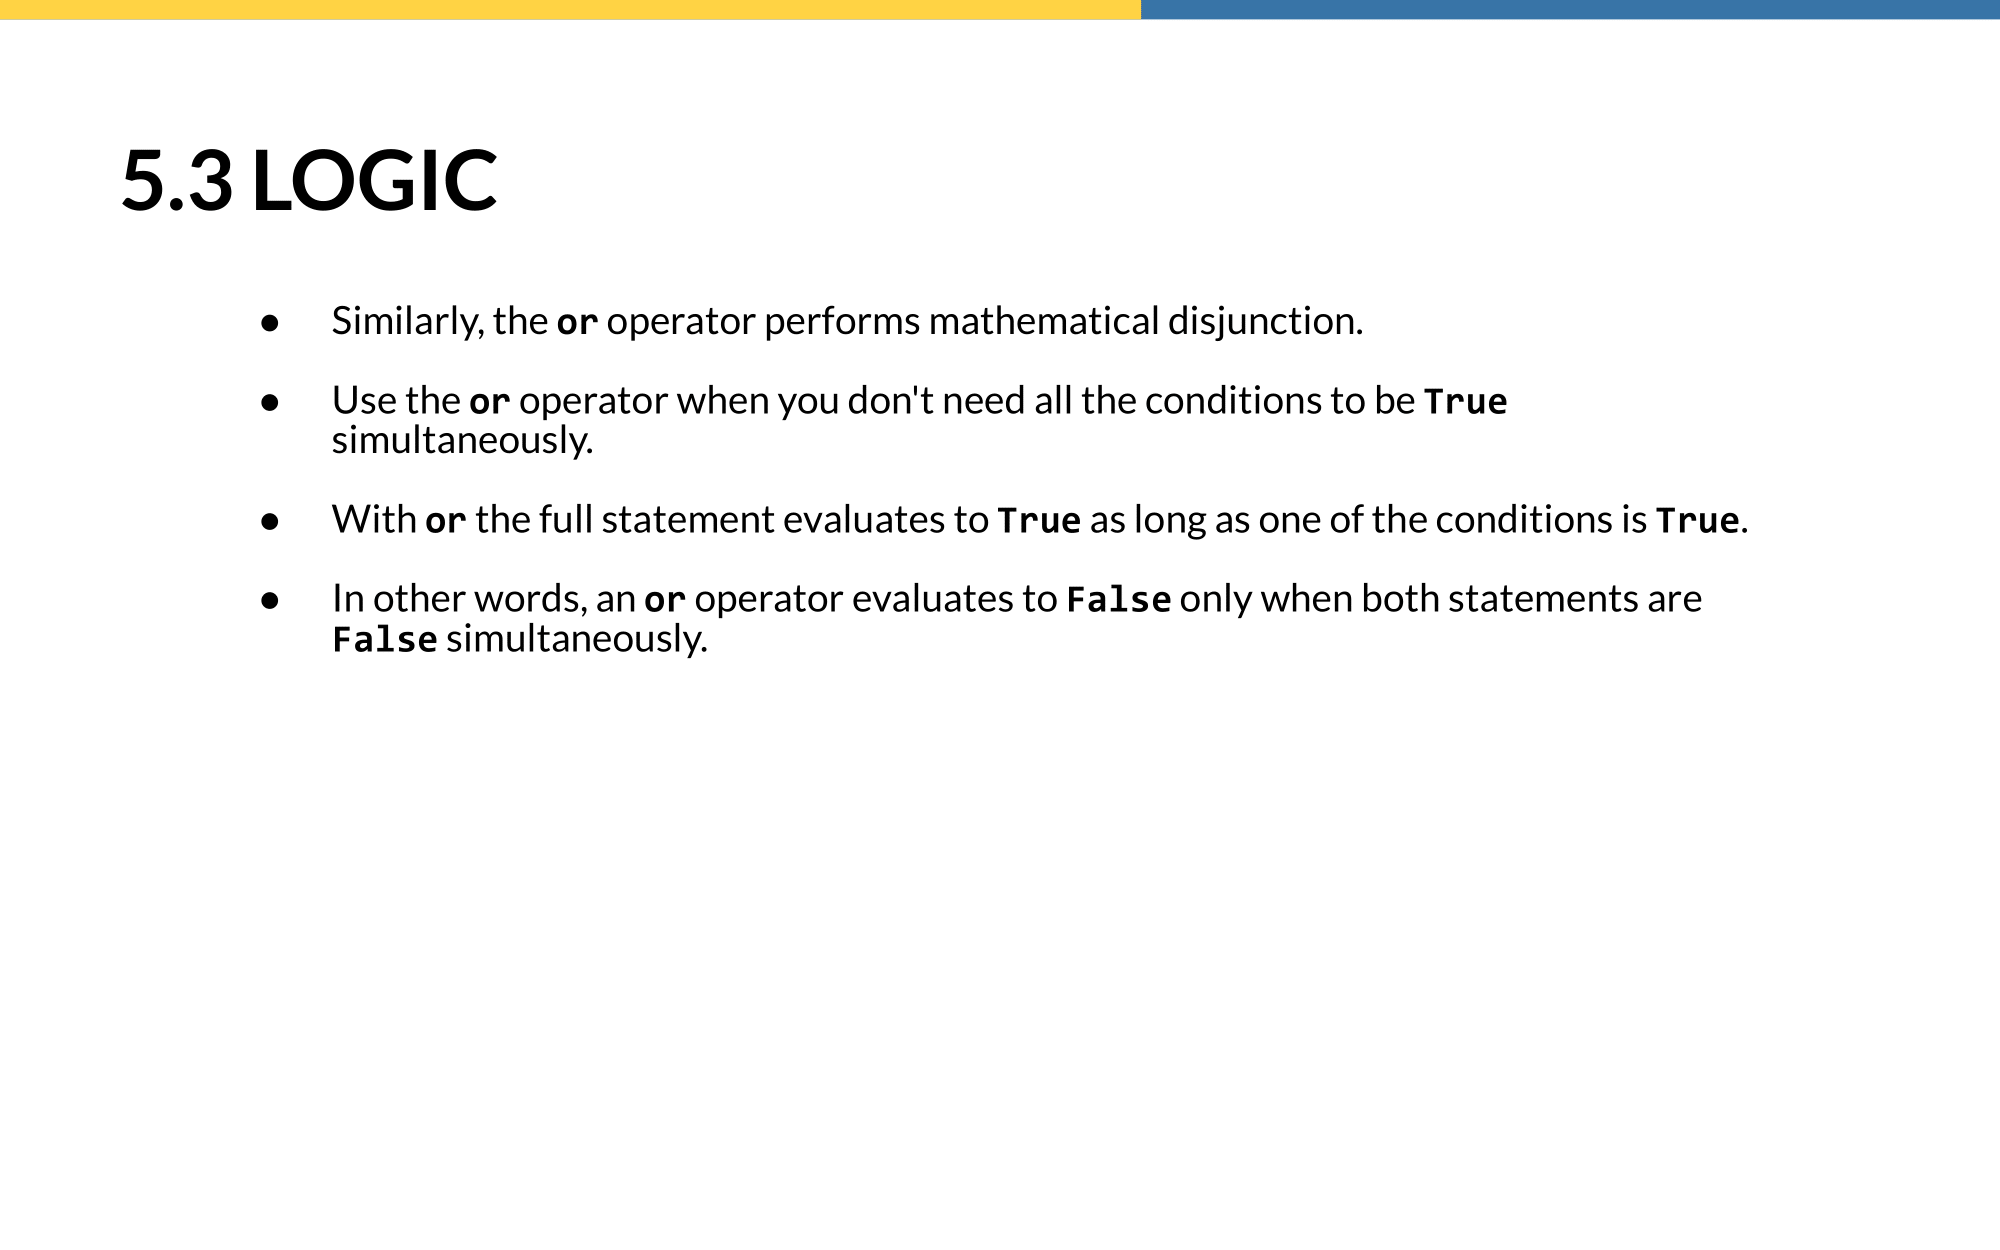 5.3 LOGIC
● Similarly, the or operator performs mathematical disjunction.
● Use the or operator when you don't need all the conditions to be True
simultaneously.
● With or the full statement evaluates to True as long as one of the conditions is True.
● In other words, an or operator evaluates to False only when both statements are
False simultaneously.